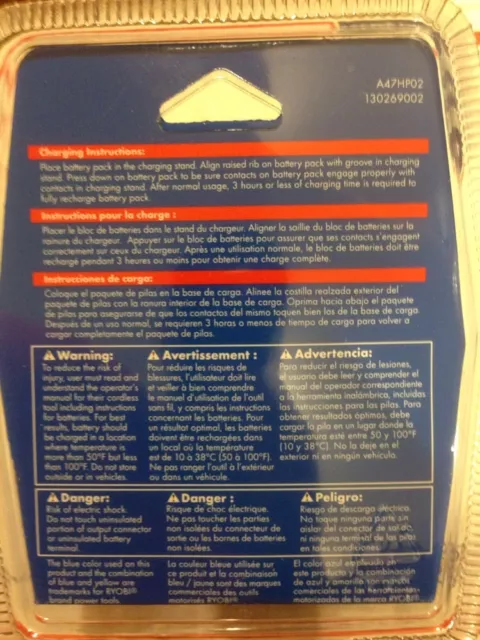 A47HP02
130269002
Charging Instructions:
Place battery pack in the charging stand. Align raised rib on battery pack with groove in charging
stand. Press down on battery pack to be sure contacts on battery pack engage properly with
contacts in charging stand. After normal usage, 3 hours or less of charging time is required to
fully recharge battery pack.
Instructions pour la charge :
Placer le bloc de batteries dans le stand du chargeur. Aligner la saillie du bloc de batteries sur la
rainure du chargeur. Appuyer sur le bloc de batteries pour assurer que ses contacts s'engagent
correctement sur ceux du chargeur. Après une utilisation normale, le bloc de batteries doit être
rechargé pendant 3 heures ou moins pour obtenir une charge complète.
Instrucciones de carga:
Coloque el paquete de pilas en la base de carga. Alinee la costilla realzada exterior del
paquete de pilas con la ranura interior de la base de carga. Oprima hacia abajo el paquete
de pilas para asegurarse de que los contactos del mismo toquen bien los de la base de carga.
Después de un uso normal, se requieren 3 horas o menos de tiempo de carga para volver a
cargar completamente el paquete de pilas.
Warning:
To reduce the risk of
injury, user must read and
understand the operator's
manual for their cordless
tool including instructions
for batteries. For best
results, battery should
be charged in a location
where temperature is
more than 50°F but less
than 100°F. Do not store
outside or in vehicles.
Avertissement :
Pour réduire les risques de
blessures, l'utilisateur doit lire
et veiller à bien comprendre
le manuel d'utilisation de l'outil
sans fil, y compris les instructions
concernant les batteries. Pour
un résultat optimal, les batteries
doivent être rechargées dans
un local où la température
est de 10 à 38°C (50 à 100°F).
Ne pas ranger l'outil à l'extérieur
ou dans un véhicule.
Advertencia:
Para reducir el riesgo de lesiones,
el usuario debe leer y comprender el
manual del operador correspondiente
a la herramienta inalámbrica, incluidas
las instrucciones para las pilas. Para
obtener resultados óptimos, debe
cargar la pila en un lugar donde la
temperatura esté entre 50 y 100°F
(10 y 38°C). No la deje en el
exterior ni en ningún vehículo.
Danger:
Risk of electric shock.
Do not touch uninsulated
portion of output connector
or uninsulated battery
terminal.
Danger :
Risque de choc électrique.
Ne pas toucher les parties
non isolées du connecteur de
sortie ou les bornes de batteries
non isolées.
Peligro:
Riesgo de descarga eléctrica.
No toque ninguna parte sin
aislar del conector de salida,
ni ninguna terminal de las pilas
en tales condiciones.
The blue color used on this
product and the combination
of blue and yellow are
trademarks for RYOBI®
brand power tools.
La couleur bleue utilisée sur
ce produit et la combinaison
bleu / jaune sont des marques
commerciales des outils
motorisés RYOBI®
El color azul empleado en
este producto y la combinación
de azul y amarillo son marcas
comerciales de las herramientas
motorizadas de la marca RYOBI®